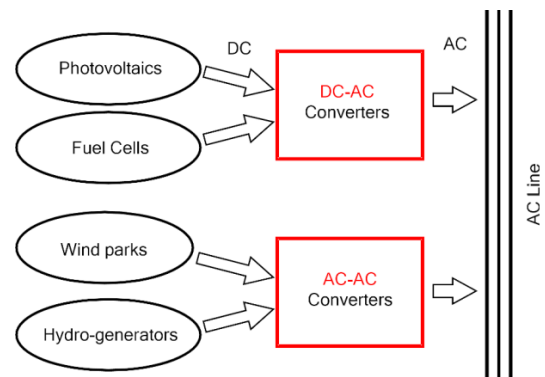 DC
AC
Photovoltaics
DC-AC
Converters
Fuel Cells
AC Line
Wind parks
AC-AC
Converters
Hydro-generators